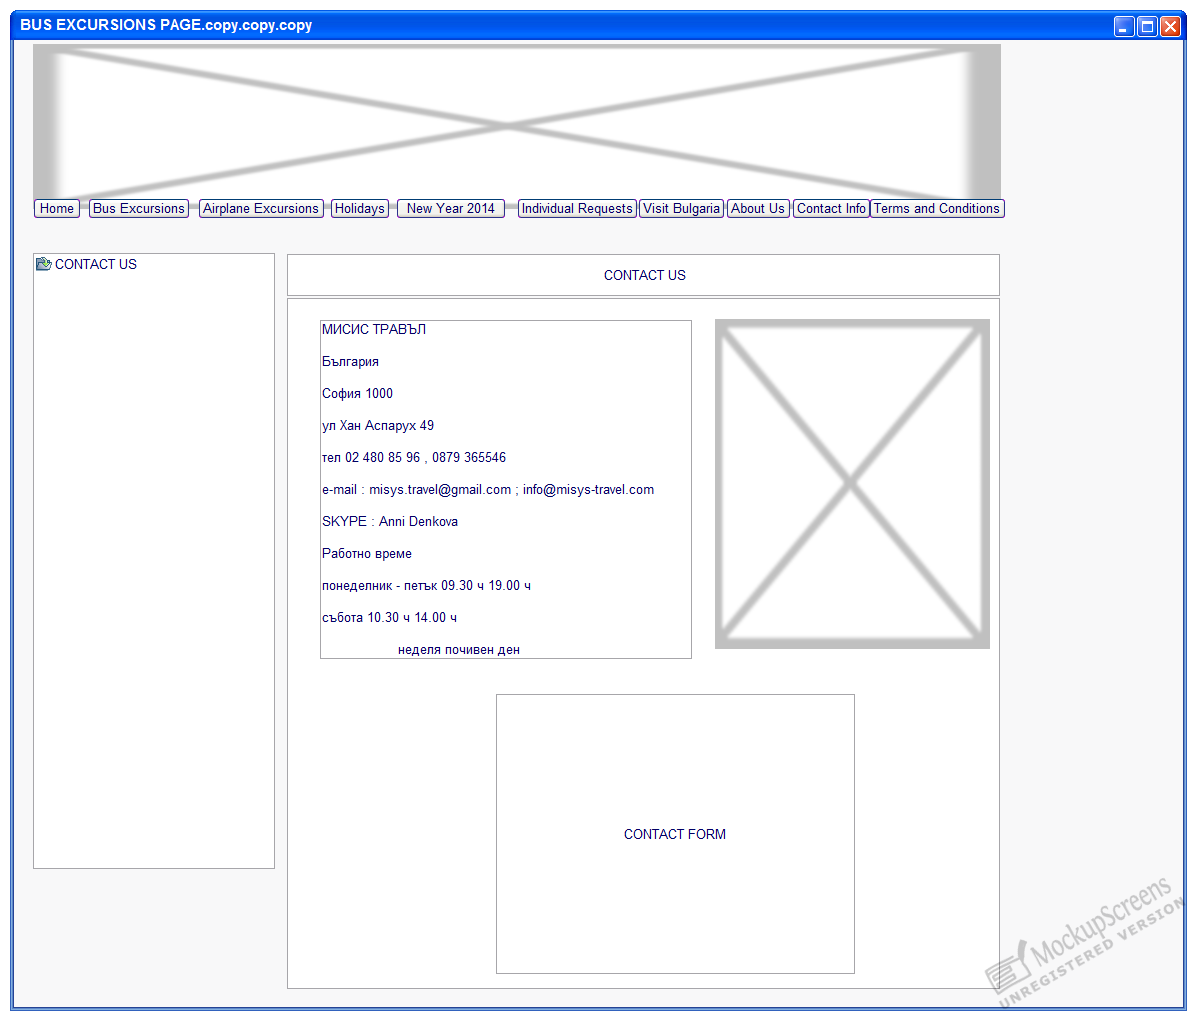 BUS EXCURSIONS PAGE.copy.copy.copy
Home Bus Excursions Airplane Excursions Holidays New Year 2014 Individual Requests Visit Bulgaria About Us Contact Info Terms and Conditions
CONTACT US
CONTACT US
МИСИС ТРАВЪЛ
България
София 1000
ул Хан Аспарух 49
тел 02 480 85 96 , 0879 365546
e-mail : misys.travel@gmail.com ; info@misys-travel.com
SKYPE : Anni Denkova
Работно време
понеделник - петък 09.30 ч 19.00 ч
събота 10.30 ч 14.00 ч
неделя почивен ден
CONTACT FORM
MockupScreens
UNREGISTERED VERSION